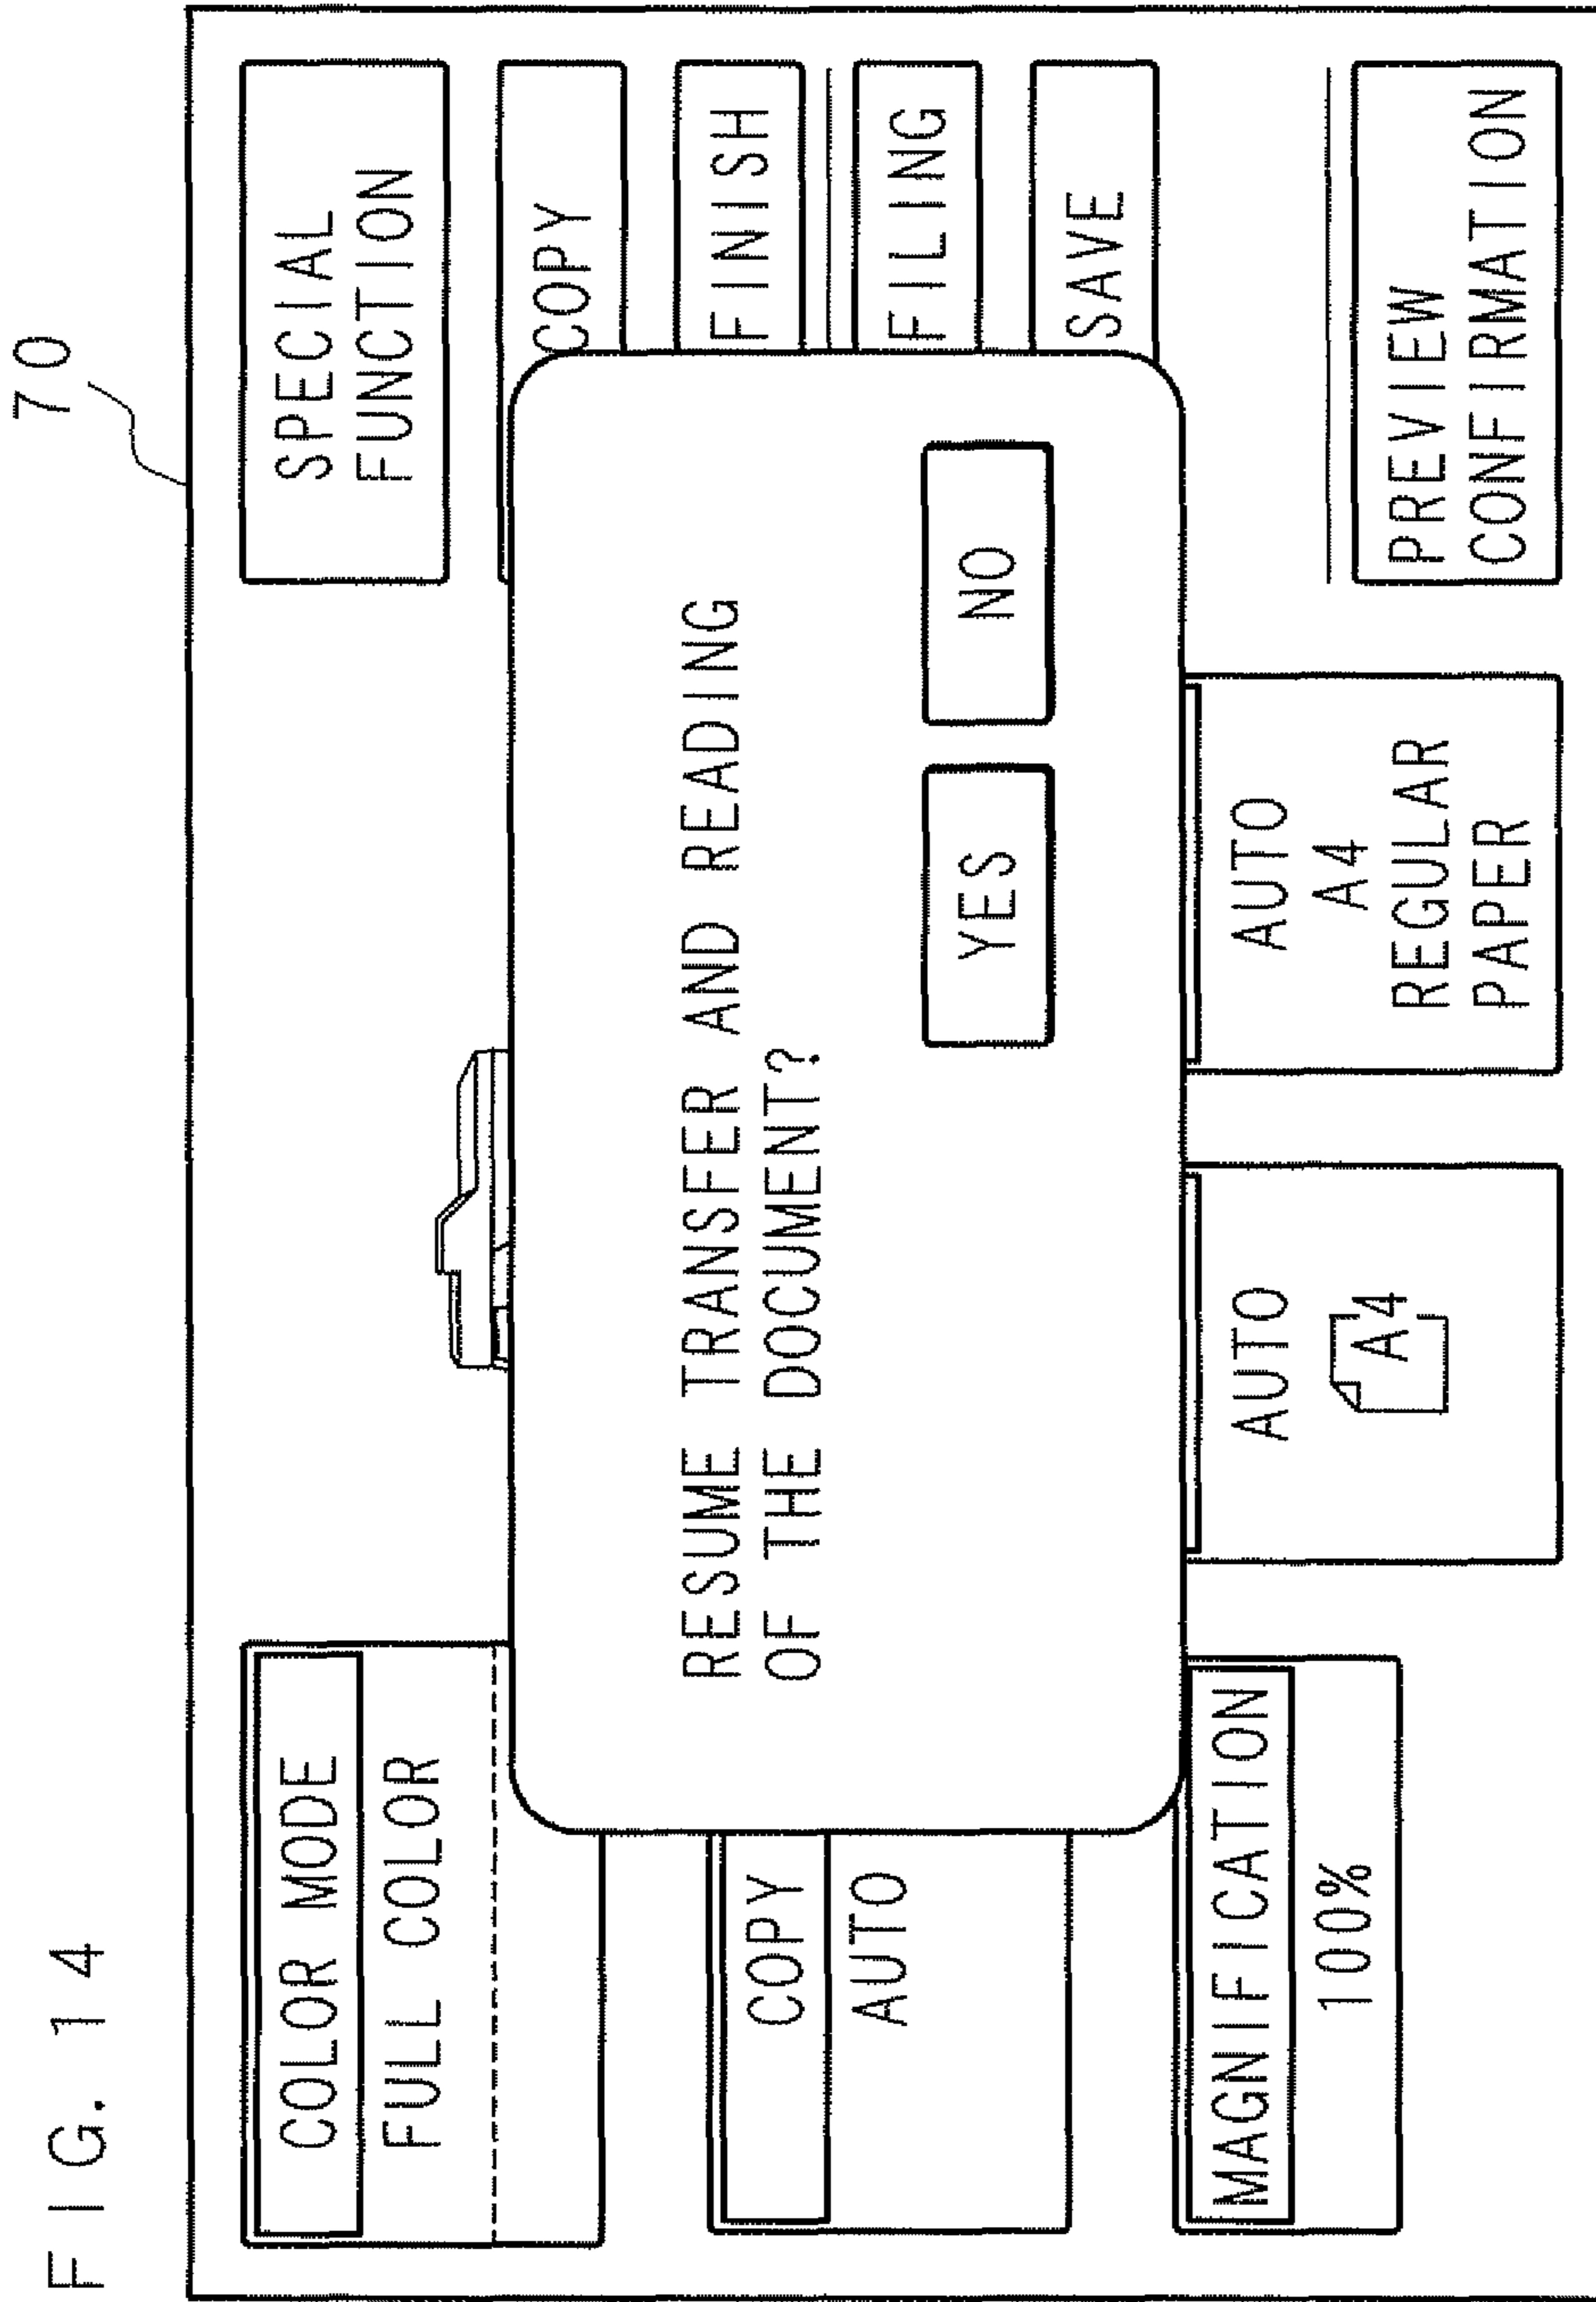 FIG. 14
70
COLOR MODE
FULL COLOR
COPY
AUTO
MAGNIFICATION
100%
RESUME TRANSFER AND READING
OF THE DOCUMENT?
YES
NO
AUTO
A4
AUTO
A4
REGULAR
PAPER
SPECIAL
FUNCTION
COPY
FINISH
FILING
SAVE
PREVIEW
CONFIRMATION